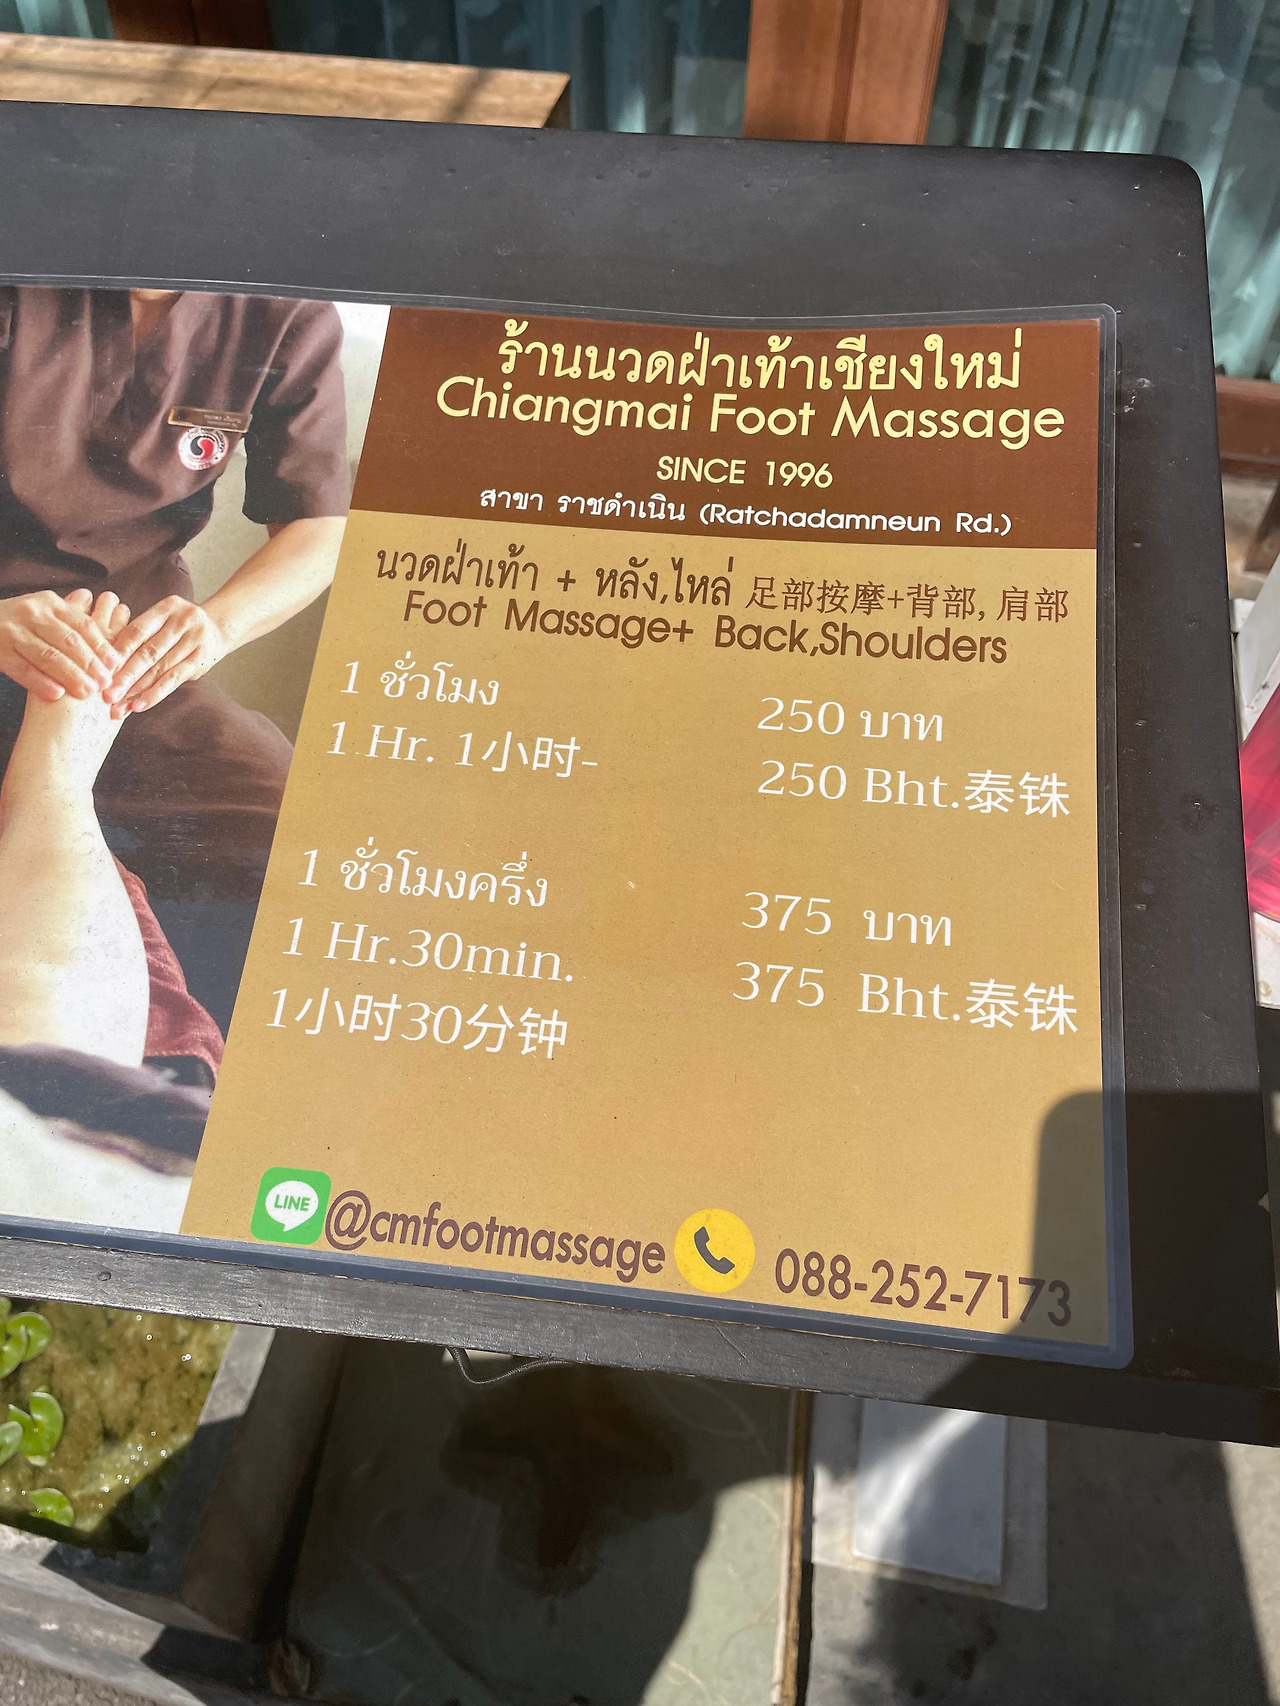 ร้านนวดฝ่าเท้าเชียงใหม่
Chiangmai Foot Massage
SINCE 1996
สาขา ราชดำเนิน (Ratchadamneun Rd.)
นวดฝ่าเท้า + หลัง,ไหล่ 足部按摩+背部, 肩部
Foot Massage+ Back,Shoulders
1 ชั่วโมง 250 บาท
1 Hr. 1小时- 250 Bht.泰铢
1 ชั่วโมงครึ่ง 375 บาท
1 Hr.30min. 375 Bht.泰铢
1小时30分钟
LINE @cmfootmassage 088-252-7173